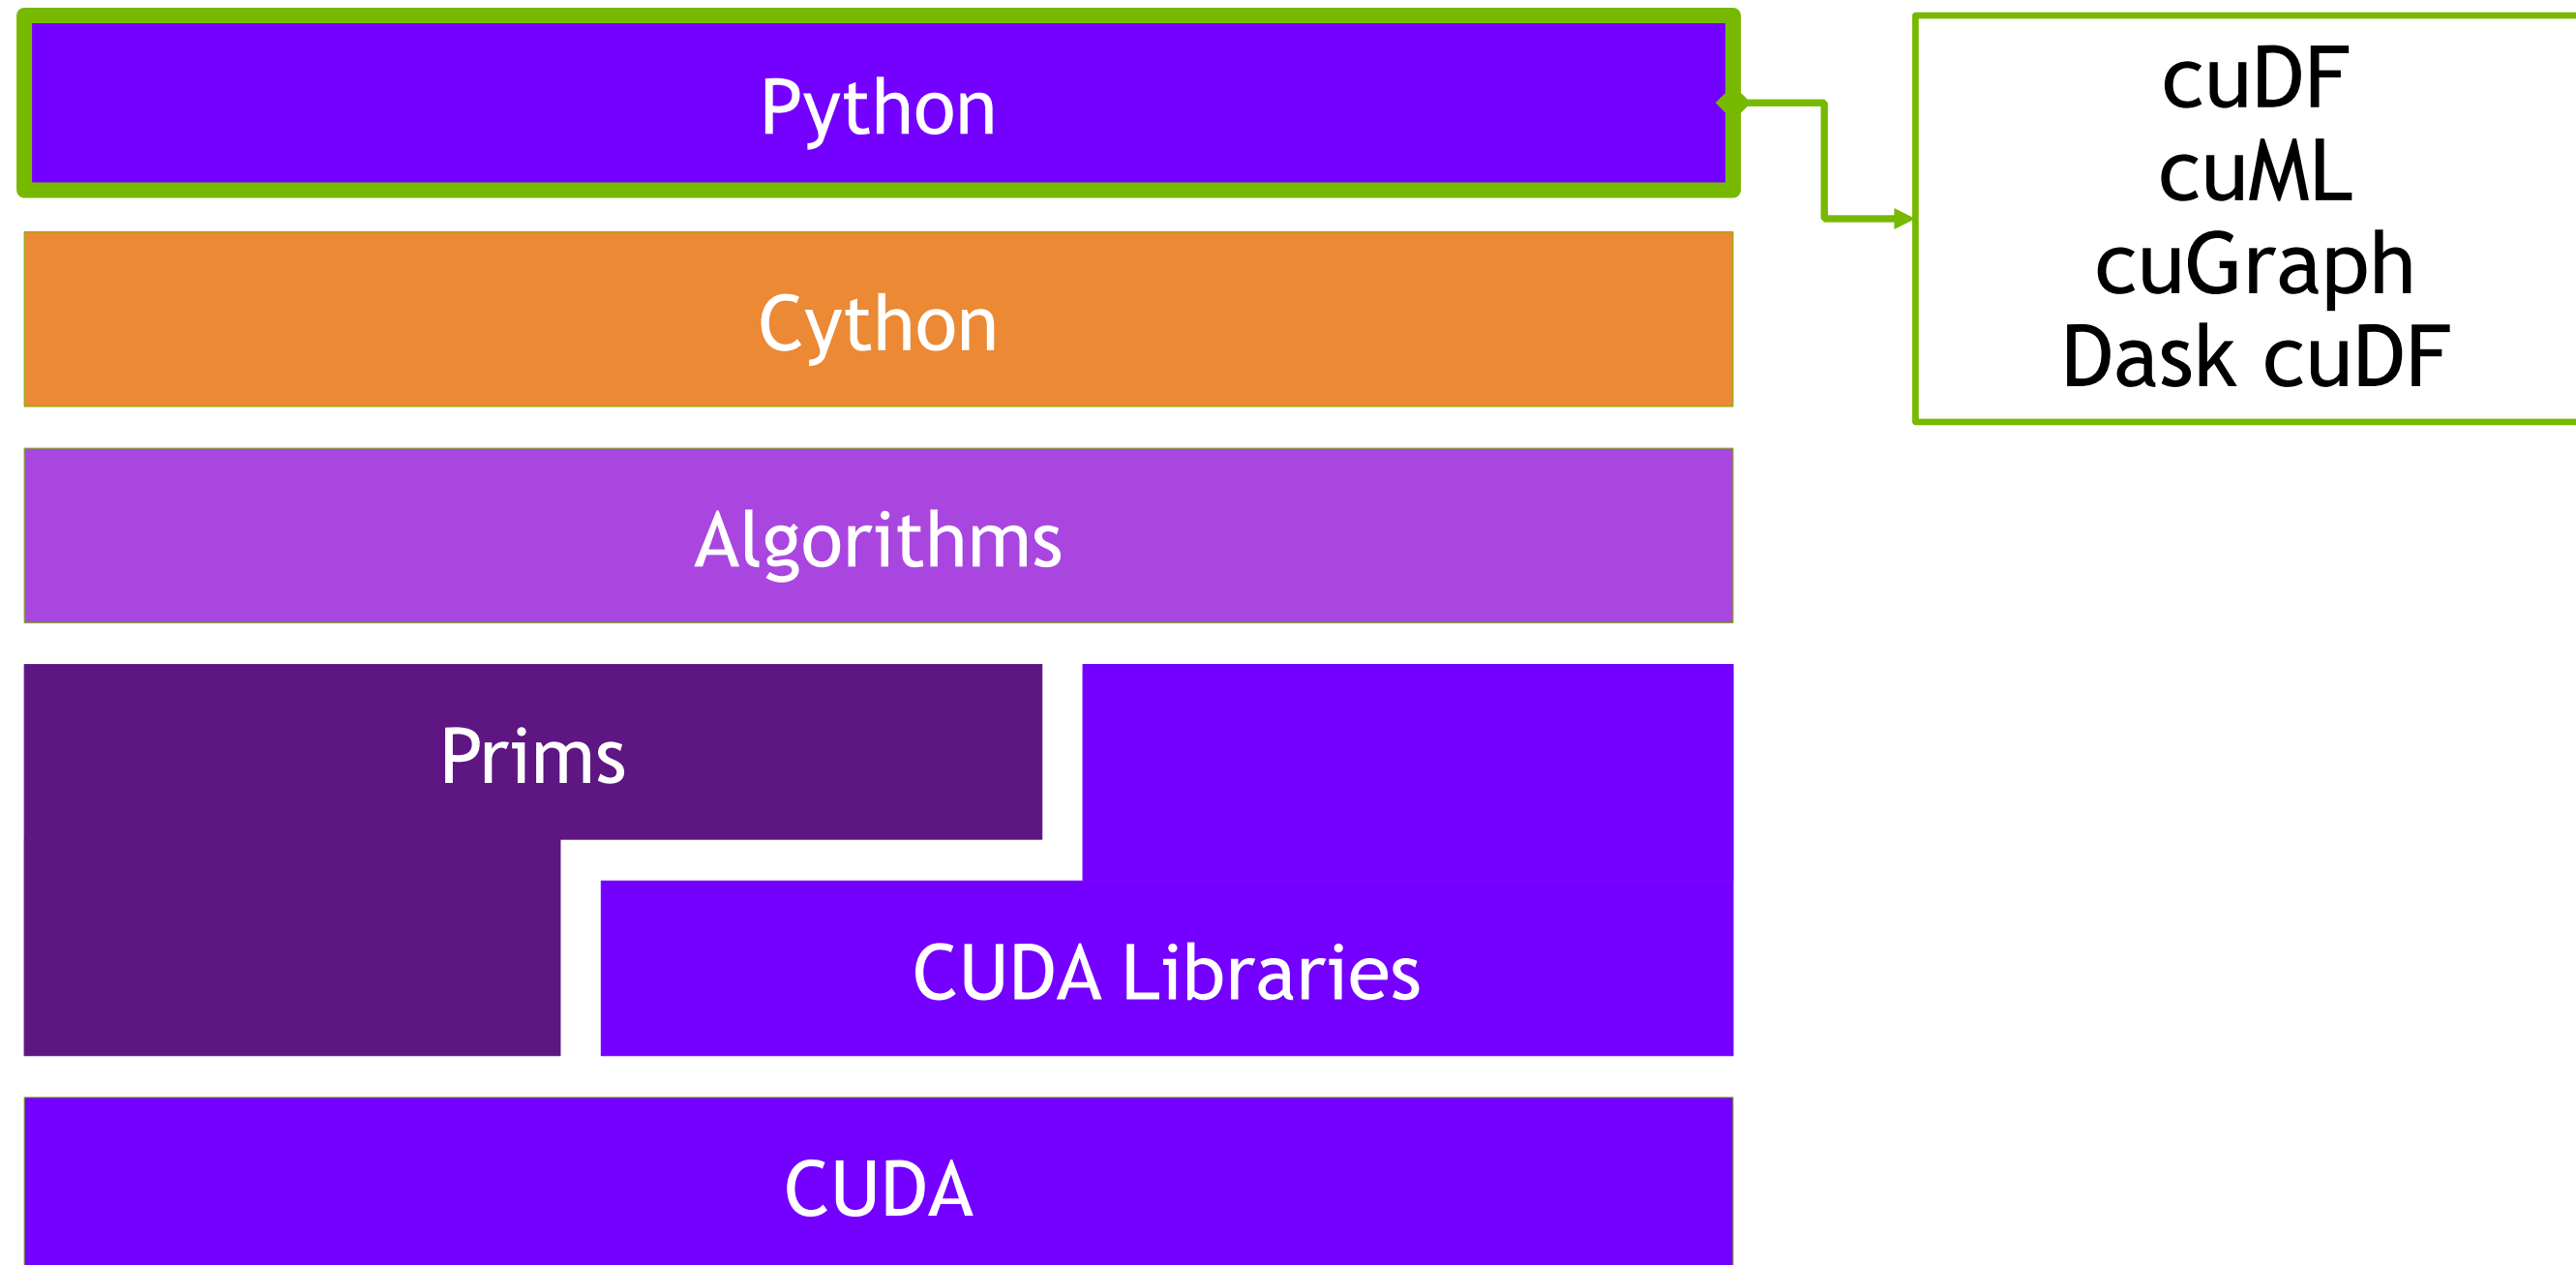 Python
cuDF
cuML
cuGraph
Dask cuDF
Cython
Algorithms
Prims
CUDA Libraries
CUDA